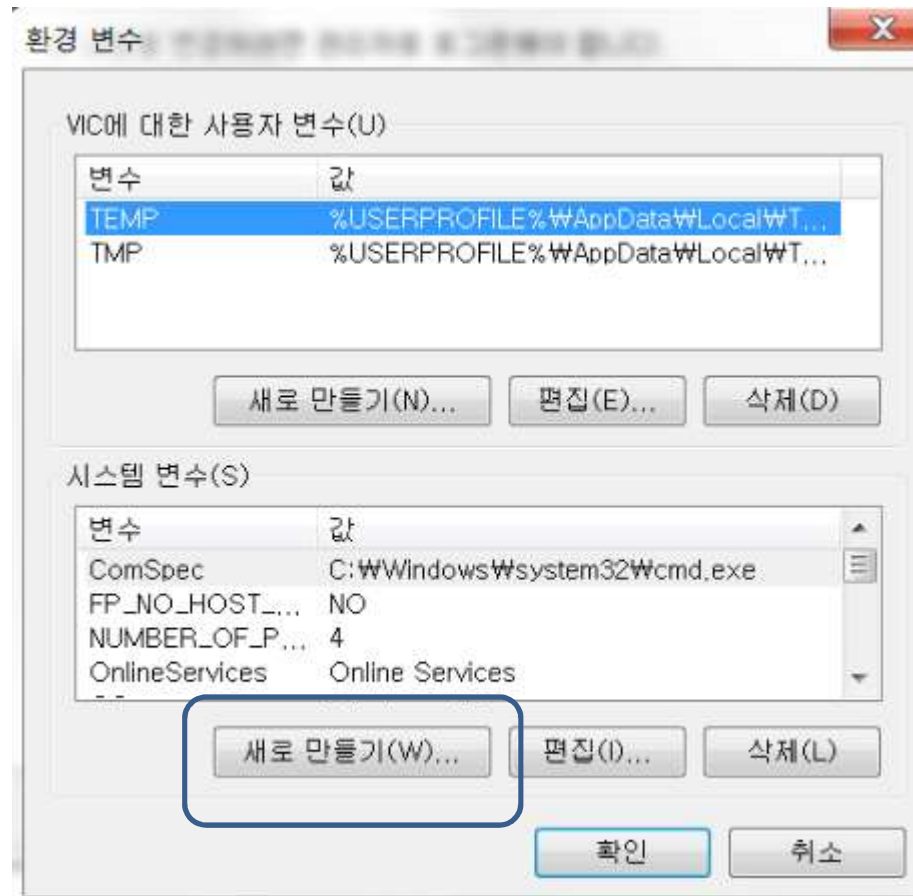 환경 변수
VIC에 대한 사용자 변수(U)
변수 값
TEMP %USERPROFILE%₩AppData₩Local₩T...
TMP %USERPROFILE%₩AppData₩Local₩T...
새로 만들기(N)... 편집(E)... 삭제(D)
시스템 변수(S)
변수 값
ComSpec C:₩Windows₩system32₩cmd.exe
FP_NO_HOST_... NO
NUMBER_OF_P... 4
OnlineServices Online Services
새로 만들기(W)... 편집(I)... 삭제(L)
확인 취소